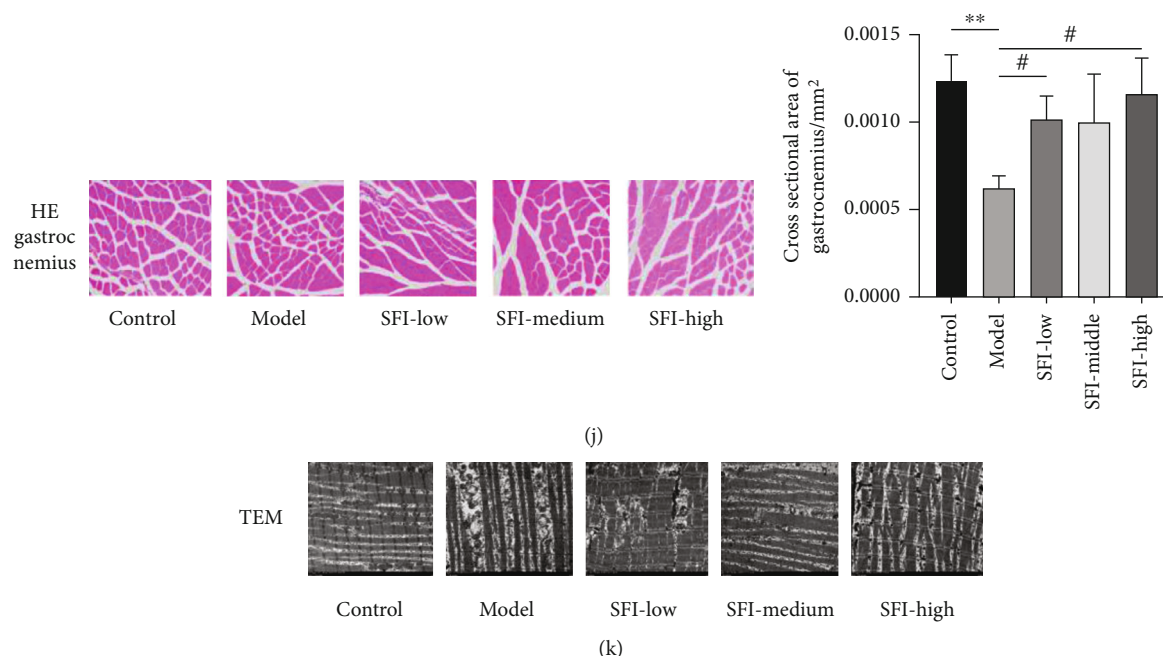 HE
gastroc
nemius
Control
Model
SFI-low
SFI-medium
SFI-high
Cross sectional area of
gastrocnemius/mm²
0.0015
0.0010
0.0005
0.0000
**
#
#
Control
Model
SFI-low
SFI-middle
SFI-high
(j)
TEM
Control
Model
SFI-low
SFI-medium
SFI-high
(k)